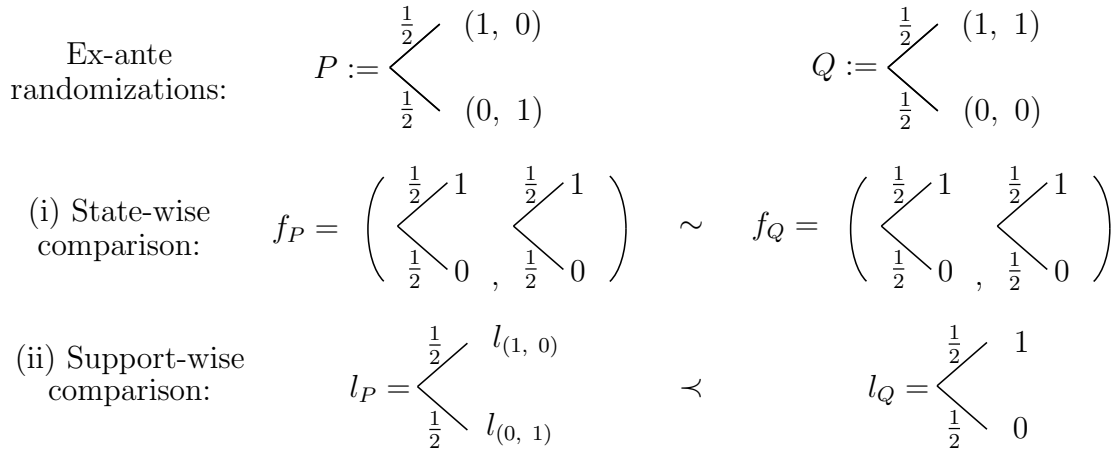 Ex-ante randomizations: P := 1/2 (1, 0) 1/2 (0, 1) Q := 1/2 (1, 1) 1/2 (0, 0)
(i) State-wise comparison: f_P = ( 1/2 1 1/2 0 , 1/2 1 1/2 0 ) ∼ f_Q = ( 1/2 1 1/2 0 , 1/2 1 1/2 0 )
(ii) Support-wise comparison: l_P = 1/2 l_(1, 0) 1/2 l_(0, 1) ≺ l_Q = 1/2 1 1/2 0